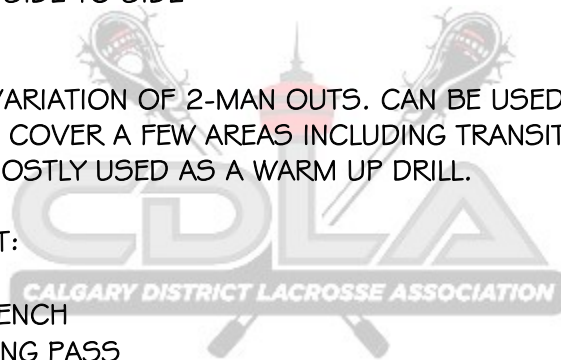 SIDE TO SIDE
VARIATION OF 2-MAN OUTS. CAN BE USED
COVER A FEW AREAS INCLUDING TRANSIT
OSTLY USED AS A WARM UP DRILL.
T:
CDLA
CALGARY DISTRICT LACROSSE ASSOCIATION
ENCH
NG PASS